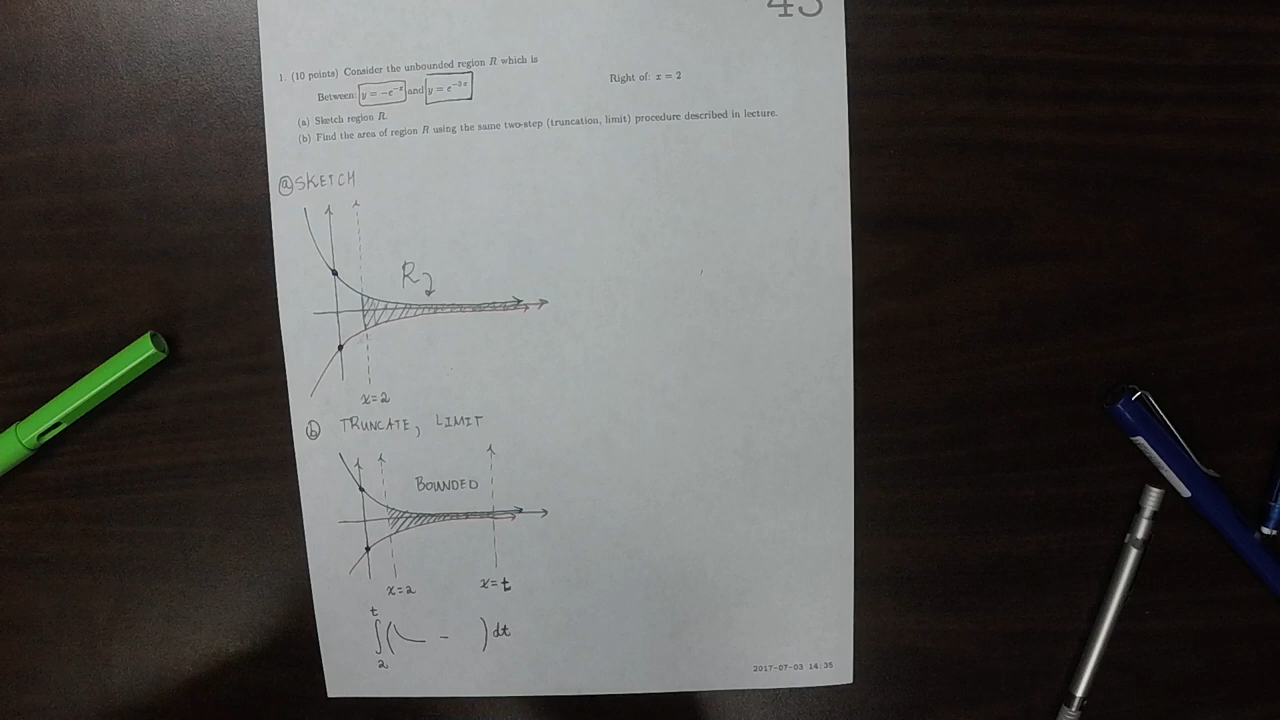 45
1. (10 points) Consider the unbounded region R which is
Between: y = −e^{−x} and y = e^{−3x} Right of: x = 2
(a) Sketch region R.
(b) Find the area of region R using the same two-step (truncation, limit) procedure described in lecture.
ⓐ SKETCH
R
x=2
ⓑ TRUNCATE, LIMIT
BOUNDED
x=2 x=t
∫_2^t ( − ) dt
2017-07-03 14:35